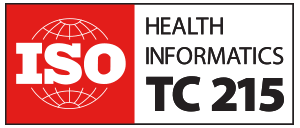 ISO
HEALTH
INFORMATICS
TC 215